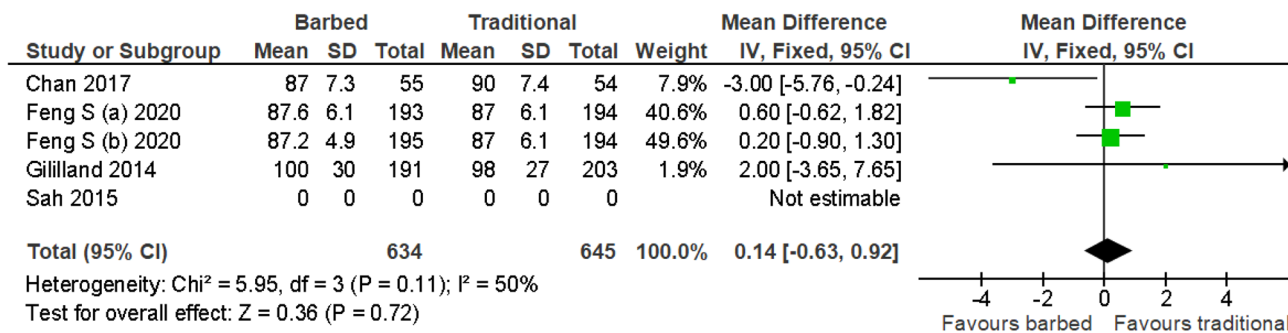 Barbed Traditional Mean Difference Mean Difference
Study or Subgroup Mean SD Total Mean SD Total Weight IV, Fixed, 95% CI IV, Fixed, 95% CI
Chan 2017 87 7.3 55 90 7.4 54 7.9% -3.00 [-5.76, -0.24]
Feng S (a) 2020 87.6 6.1 193 87 6.1 194 40.6% 0.60 [-0.62, 1.82]
Feng S (b) 2020 87.2 4.9 195 87 6.1 194 49.6% 0.20 [-0.90, 1.30]
Gililland 2014 100 30 191 98 27 203 1.9% 2.00 [-3.65, 7.65]
Sah 2015 0 0 0 0 0 0 Not estimable
Total (95% CI) 634 645 100.0% 0.14 [-0.63, 0.92]
Heterogeneity: Chi² = 5.95, df = 3 (P = 0.11); I² = 50%
Test for overall effect: Z = 0.36 (P = 0.72)
-4 -2 0 2 4
Favours barbed Favours traditional